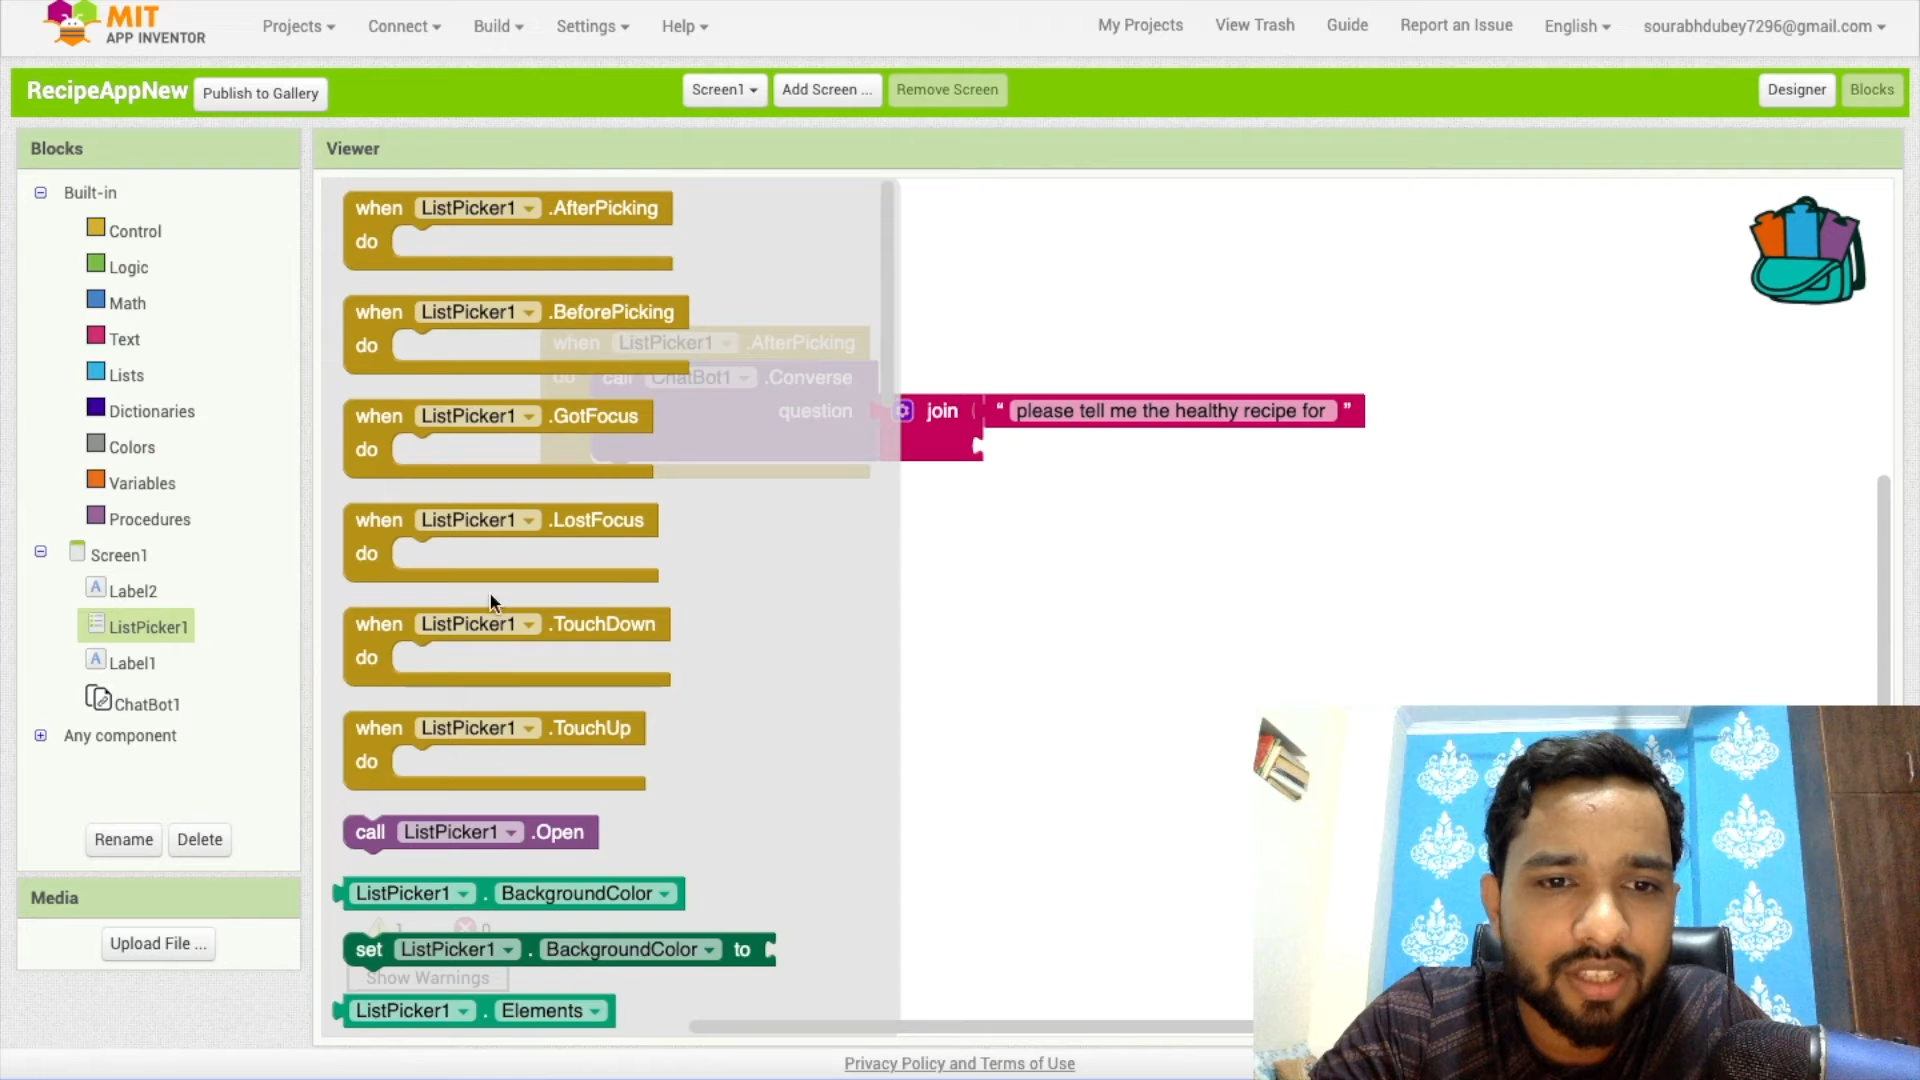 MIT
APP INVENTOR
Projects
Connect
Build
Settings
Help
My Projects
View Trash
Guide
Report an Issue
English
sourabhdubey7296@gmail.com
RecipeAppNew
Publish to Gallery
Screen1
Add Screen ...
Remove Screen
Designer
Blocks
Blocks
Viewer
Built-in
Control
Logic
Math
Text
Lists
Dictionaries
Colors
Variables
Procedures
Screen1
Label2
ListPicker1
Label1
ChatBot1
Any component
Rename
Delete
Media
Upload File ...
when ListPicker1 .AfterPicking
do
when ListPicker1 .BeforePicking
do
when ListPicker1 .AfterPicking
do call ChatBot1 .Converse
question
join " please tell me the healthy recipe for "
when ListPicker1 .GotFocus
do
when ListPicker1 .LostFocus
do
when ListPicker1 .TouchDown
do
when ListPicker1 .TouchUp
do
call ListPicker1 .Open
ListPicker1 . BackgroundColor
1 0
set ListPicker1 . BackgroundColor to
Show Warnings
ListPicker1 . Elements
Privacy Policy and Terms of Use